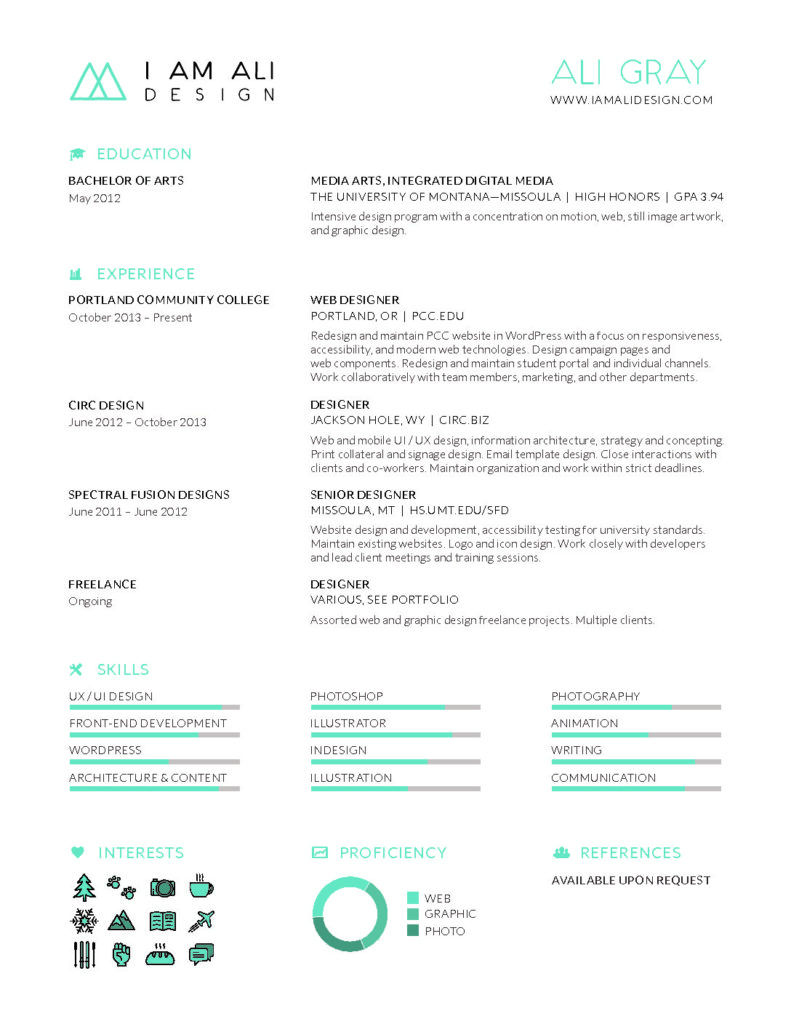 I AM ALI
DESIGN
ALI GRAY
WWW.IAMALIDESIGN.COM
EDUCATION
BACHELOR OF ARTS
May 2012
MEDIA ARTS, INTEGRATED DIGITAL MEDIA
THE UNIVERSITY OF MONTANA—MISSOULA | HIGH HONORS | GPA 3.94
Intensive design program with a concentration on motion, web, still image artwork,
and graphic design.
EXPERIENCE
PORTLAND COMMUNITY COLLEGE
October 2013 – Present
WEB DESIGNER
PORTLAND, OR | PCC.EDU
Redesign and maintain PCC website in WordPress with a focus on responsiveness,
accessibility, and modern web technologies. Design campaign pages and
web components. Redesign and maintain student portal and individual channels.
Work collaboratively with team members, marketing, and other departments.
CIRC DESIGN
June 2012 – October 2013
DESIGNER
JACKSON HOLE, WY | CIRC.BIZ
Web and mobile UI / UX design, information architecture, strategy and concepting.
Print collateral and signage design. Email template design. Close interactions with
clients and co-workers. Maintain organization and work within strict deadlines.
SPECTRAL FUSION DESIGNS
June 2011 – June 2012
SENIOR DESIGNER
MISSOULA, MT | HS.UMT.EDU/SFD
Website design and development, accessibility testing for university standards.
Maintain existing websites. Logo and icon design. Work closely with developers
and lead client meetings and training sessions.
FREELANCE
Ongoing
DESIGNER
VARIOUS, SEE PORTFOLIO
Assorted web and graphic design freelance projects. Multiple clients.
SKILLS
UX / UI DESIGN
FRONT-END DEVELOPMENT
WORDPRESS
ARCHITECTURE & CONTENT
PHOTOSHOP
ILLUSTRATOR
INDESIGN
ILLUSTRATION
PHOTOGRAPHY
ANIMATION
WRITING
COMMUNICATION
INTERESTS
PROFICIENCY
WEB
GRAPHIC
PHOTO
REFERENCES
AVAILABLE UPON REQUEST